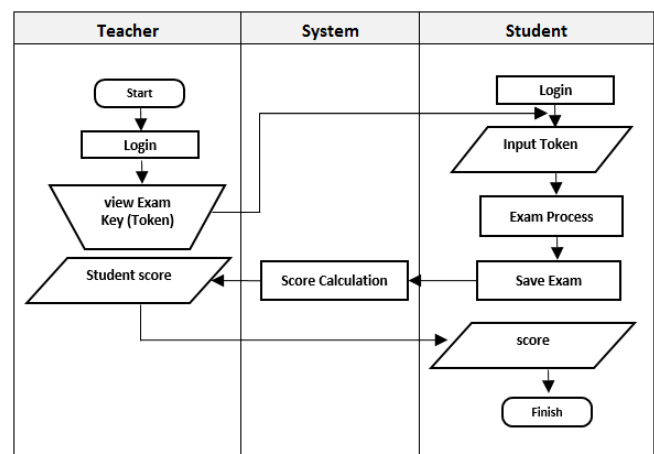 Teacher
System
Student
Start
Login
view Exam
Key (Token)
Student score
Score Calculation
Login
Input Token
Exam Process
Save Exam
score
Finish